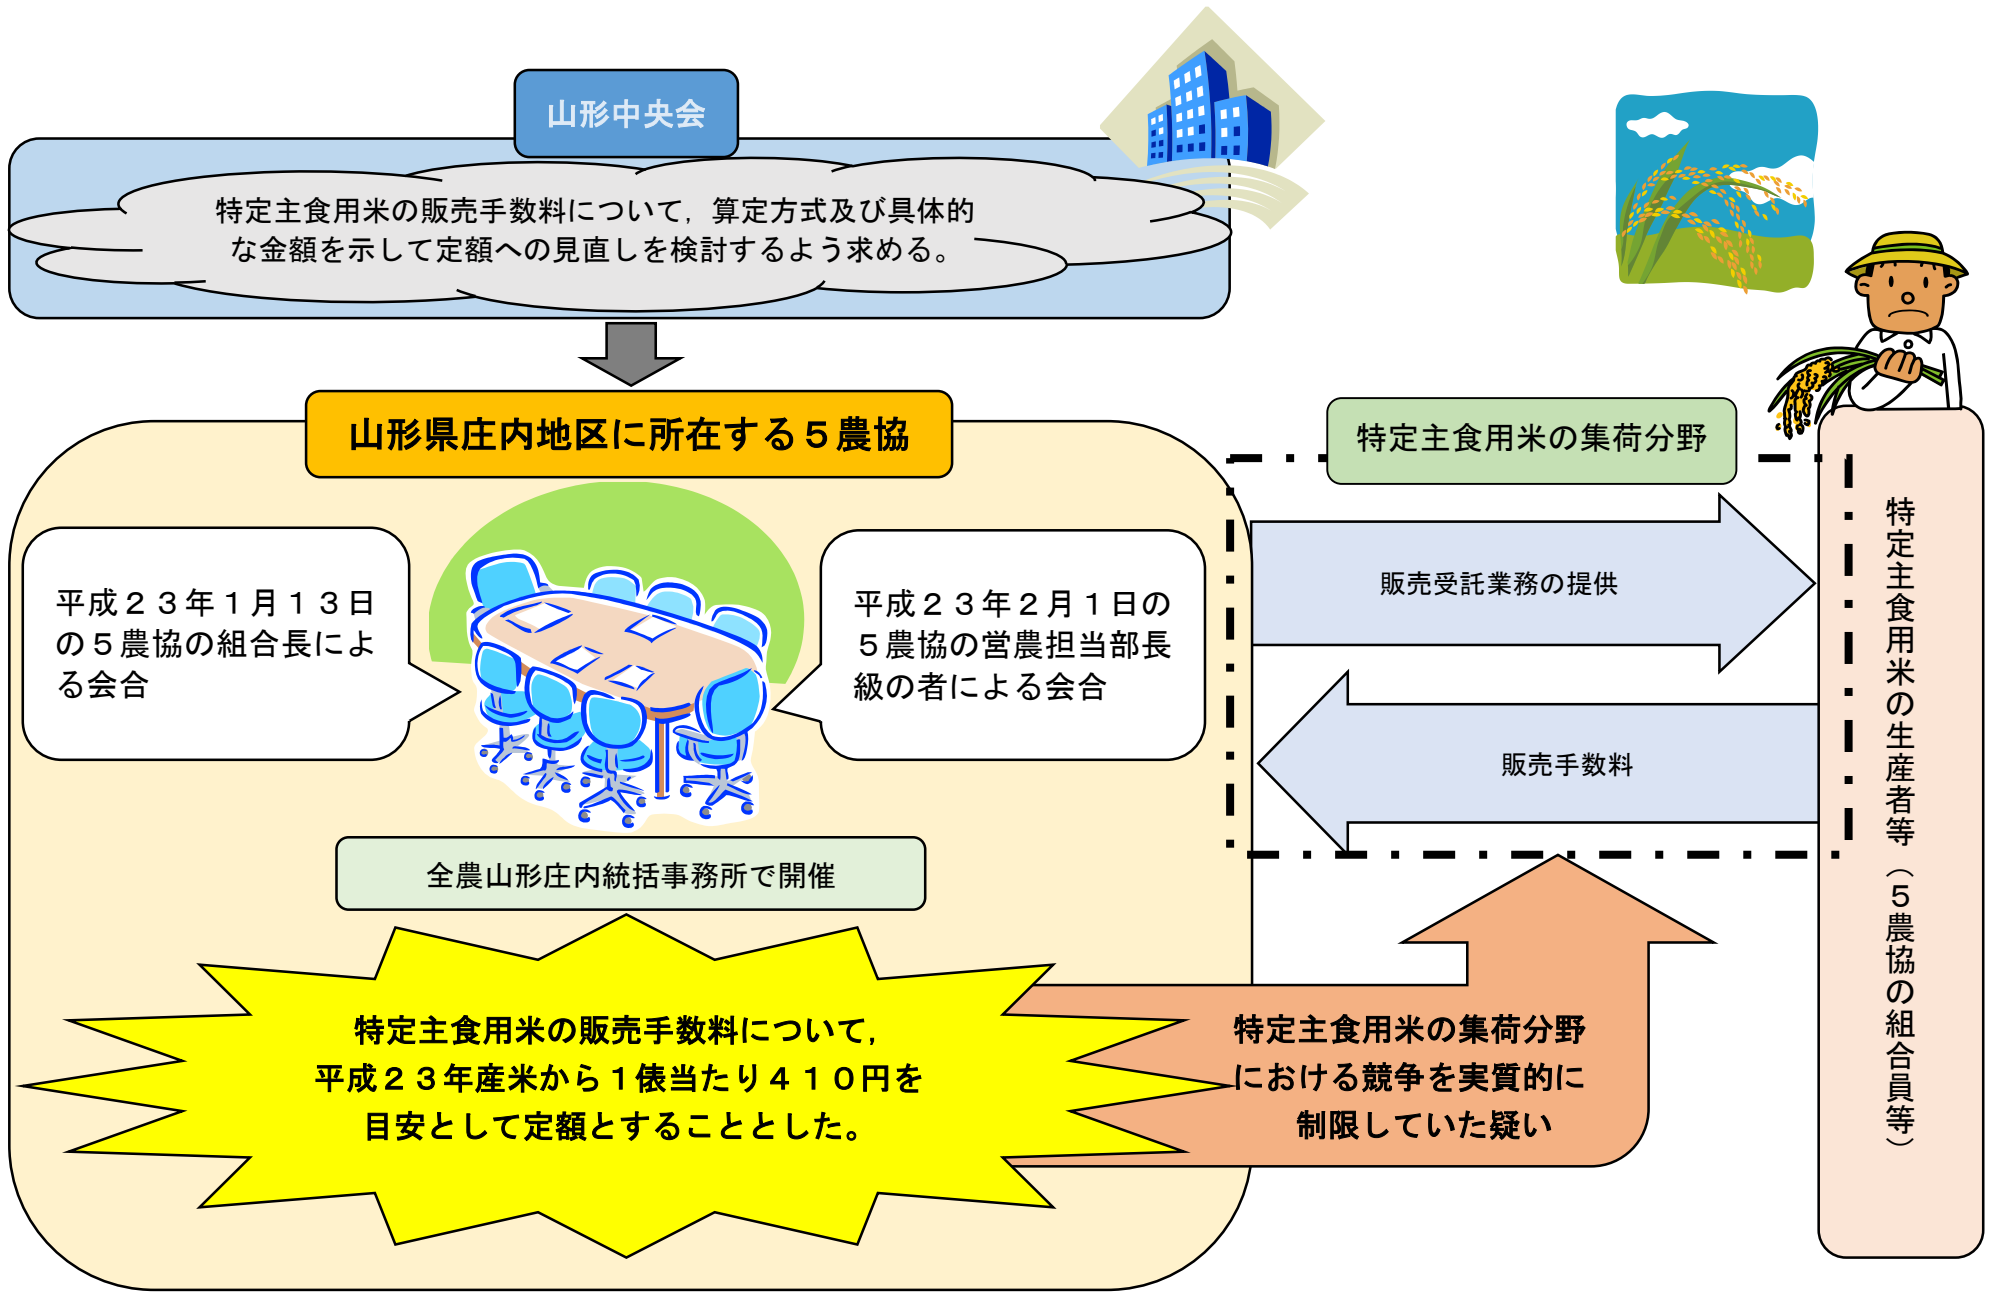 山形中央会
特定主食用米の販売手数料について，算定方式及び具体的
な金額を示して定額への見直しを検討するよう求める。
山形県庄内地区に所在する５農協
平成２３年１月１３日
の５農協の組合長によ
る会合
平成２３年２月１日の
５農協の営農担当部長
級の者による会合
全農山形庄内統括事務所で開催
特定主食用米の販売手数料について，
平成２３年産米から１俵当たり４１０円を
目安として定額とすることとした。
特定主食用米の集荷分野
販売受託業務の提供
販売手数料
特定主食用米の集荷分野
における競争を実質的に
制限していた疑い
特定主食用米の生産者等（５農協の組合員等）